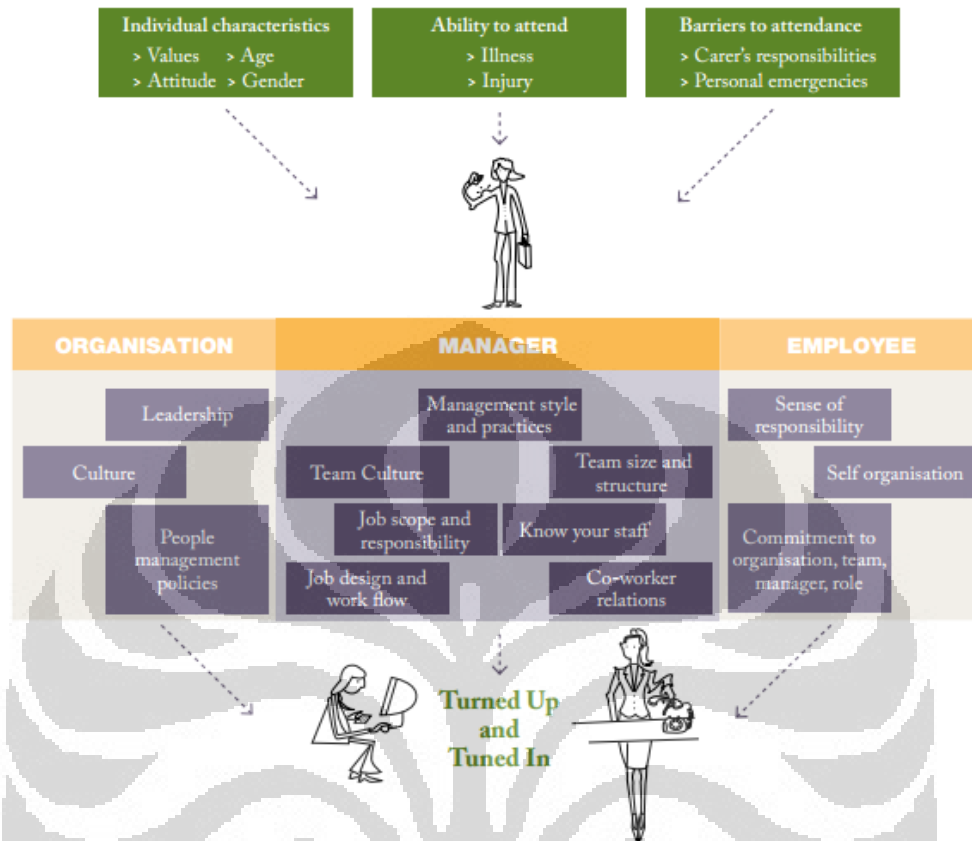 Individual characteristics
> Values > Age
> Attitude > Gender
Ability to attend
> Illness
> Injury
Barriers to attendance
> Carer's responsibilities
> Personal emergencies
ORGANISATION
MANAGER
EMPLOYEE
Leadership
Culture
People
management
policies
Management style
and practices
Team Culture
Team size and
structure
Job scope and
responsibility
Know your staff
Job design and
work flow
Co-worker
relations
Sense of
responsibility
Self organisation
Commitment to
organisation, team,
manager, role
Turned Up
and
Tuned In